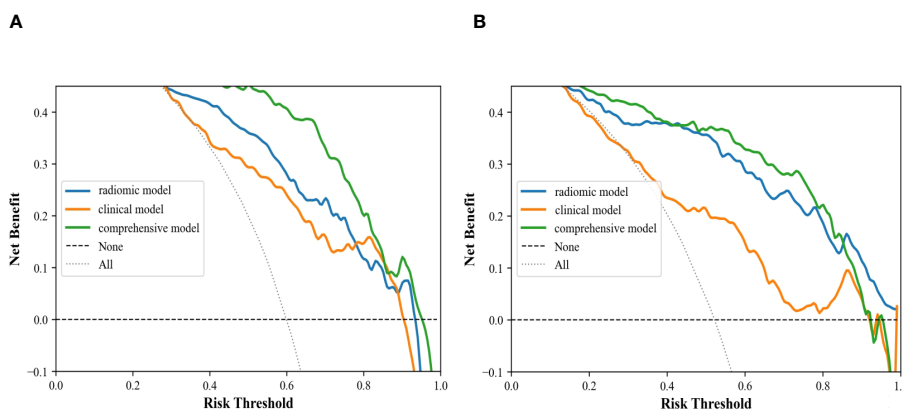 A
B
0.4
0.3
0.2
0.1
0.0
−0.1
Net Benefit
radiomic model
clinical model
comprehensive model
None
All
0.0 0.2 0.4 0.6 0.8 1.0
Risk Threshold
0.4
0.3
0.2
0.1
0.0
−0.1
Net Benefit
radiomic model
clinical model
comprehensive model
None
All
0.0 0.2 0.4 0.6 0.8 1.
Risk Threshold